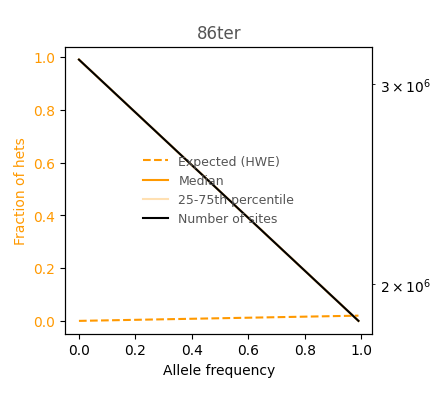 86ter
1.0
0.8
0.6
0.4
0.2
0.0
Fraction of hets
3 × 10⁶
2 × 10⁶
Expected (HWE)
Median
25-75th percentile
Number of sites
0.0 0.2 0.4 0.6 0.8 1.0
Allele frequency